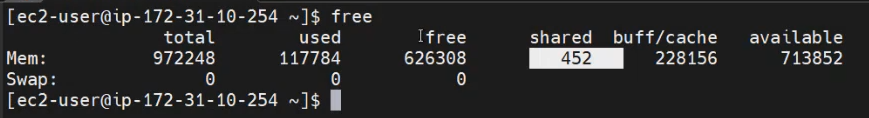 [ec2-user@ip-172-31-10-254 ~]$ free
              total        used        free      shared  buff/cache   available
Mem:         972248      117784      626308         452      228156      713852
Swap:             0           0           0
[ec2-user@ip-172-31-10-254 ~]$